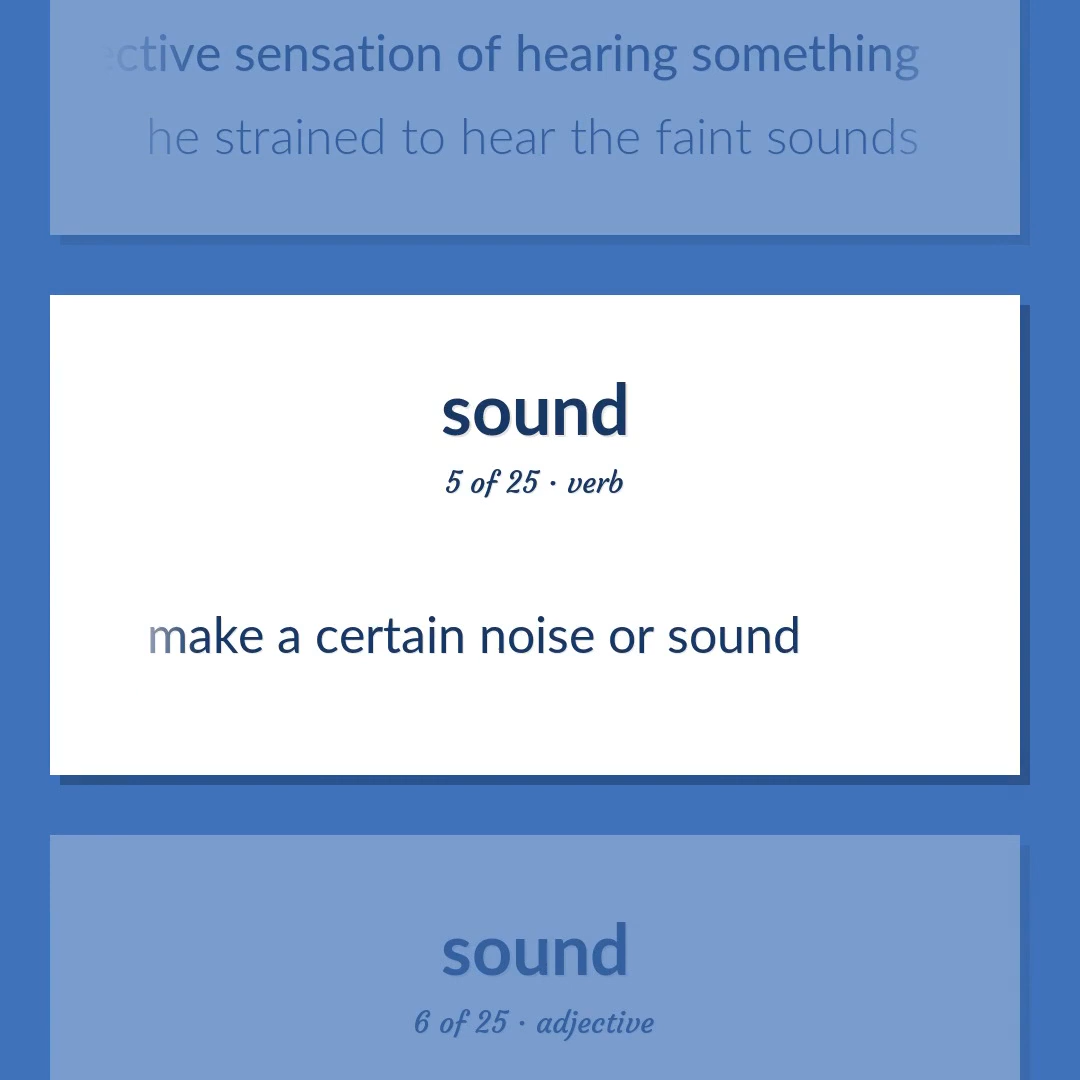 sensation of hearing something
he strained to hear the faint sounds
sound
5 of 25 · verb
make a certain noise or sound
sound
6 of 25 · adjective